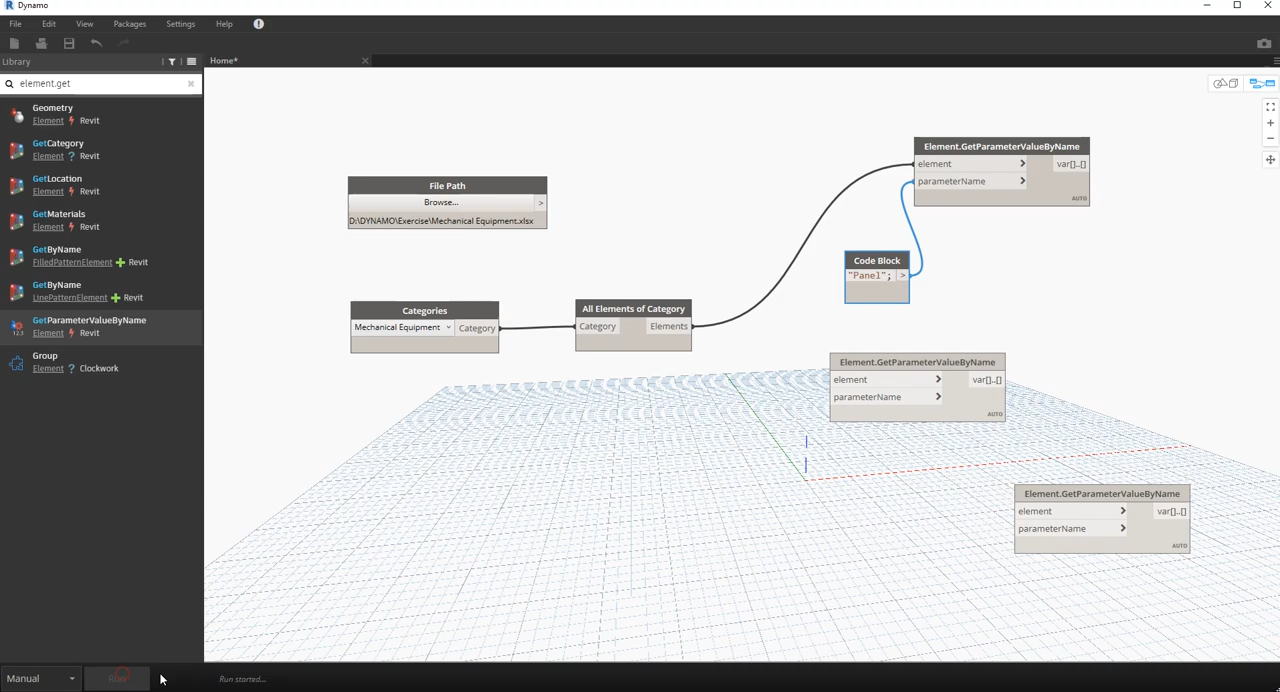 Dynamo
File Edit View Packages Settings Help
Library
Home*
element.get
Geometry
Element Revit
GetCategory
Element ? Revit
GetLocation
Element Revit
GetMaterials
Element Revit
GetByName
FilledPatternElement Revit
GetByName
LinePatternElement Revit
GetParameterValueByName
Element Revit
Group
Element ? Clockwork
File Path
Browse... >
D:\DYNAMO\Exercise\Mechanical Equipment.xlsx
Categories
Mechanical Equipment Category
All Elements of Category
Category Elements
Element.GetParameterValueByName
element > var[]..[]
parameterName >
AUTO
Code Block
"Panel"; >
Element.GetParameterValueByName
element > var[]..[]
parameterName >
AUTO
Element.GetParameterValueByName
element > var[]..[]
parameterName >
AUTO
Manual Run Run started...